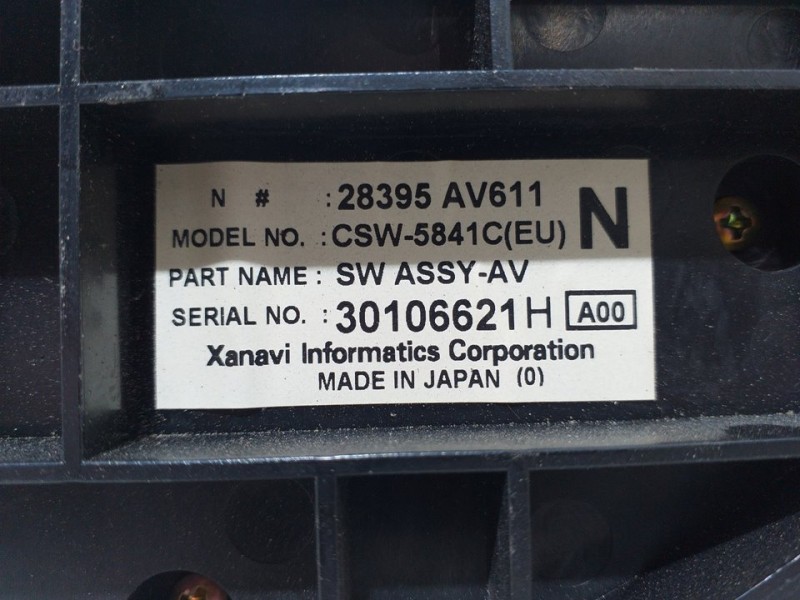 N # : 28395 AV611 N
MODEL NO. : CSW-5841C(EU)
PART NAME : SW ASSY-AV
SERIAL NO. : 30106621H A00
Xanavi Informatics Corporation
MADE IN JAPAN (0)